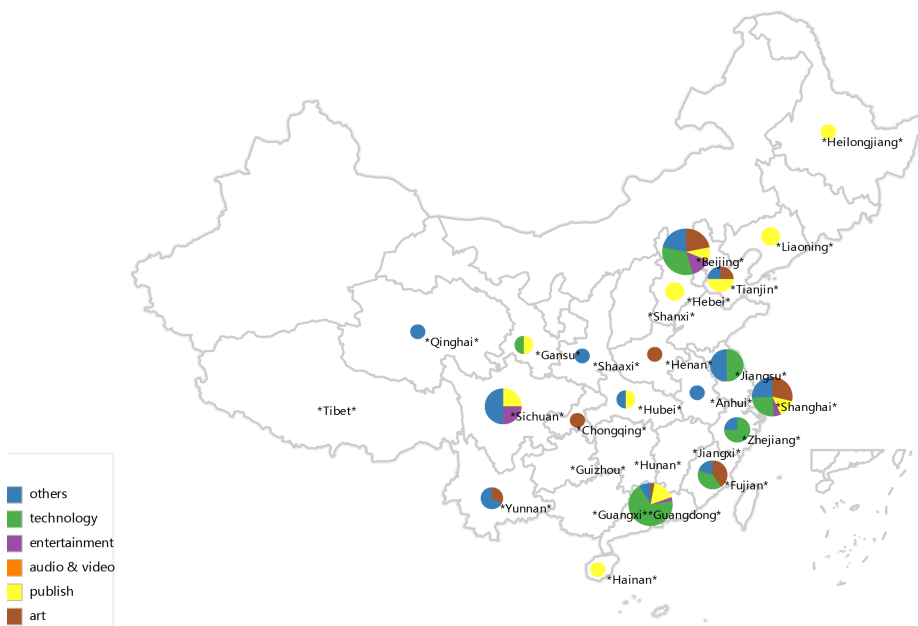 *Heilongjiang*
*Liaoning*
*Beijing*
*Tianjin*
*Hebei*
*Shanxi*
*Qinghai*
*Gansu*
*Shaaxi*
*Henan*
*Jiangsu*
*Tibet*
*Sichuan*
*Chongqing*
*Hubei*
*Anhui*
*Shanghai*
*Zhejiang*
*Jiangxi*
*Guizhou*
*Hunan*
*Fujian*
*Yunnan*
*Guangxi**Guangdong*
*Hainan*
others
technology
entertainment
audio & video
publish
art